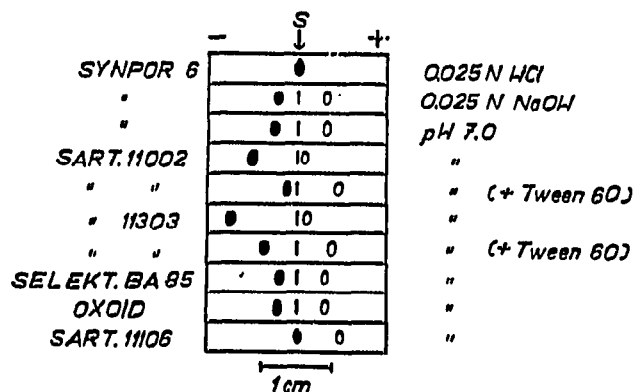 S
- ↓ +
SYNPOR 6 0.025 N HCl
" 1 0 0.025 N NaOH
" 1 0 pH 7.0
SART. 11002 10 "
" " 1 0 " (+ Tween 60)
" 11303 10 "
" " 1 0 " (+ Tween 60)
SELEKT. BA 85 1 0 "
OXOID 1 0 "
SART. 11106 0 "
1 cm